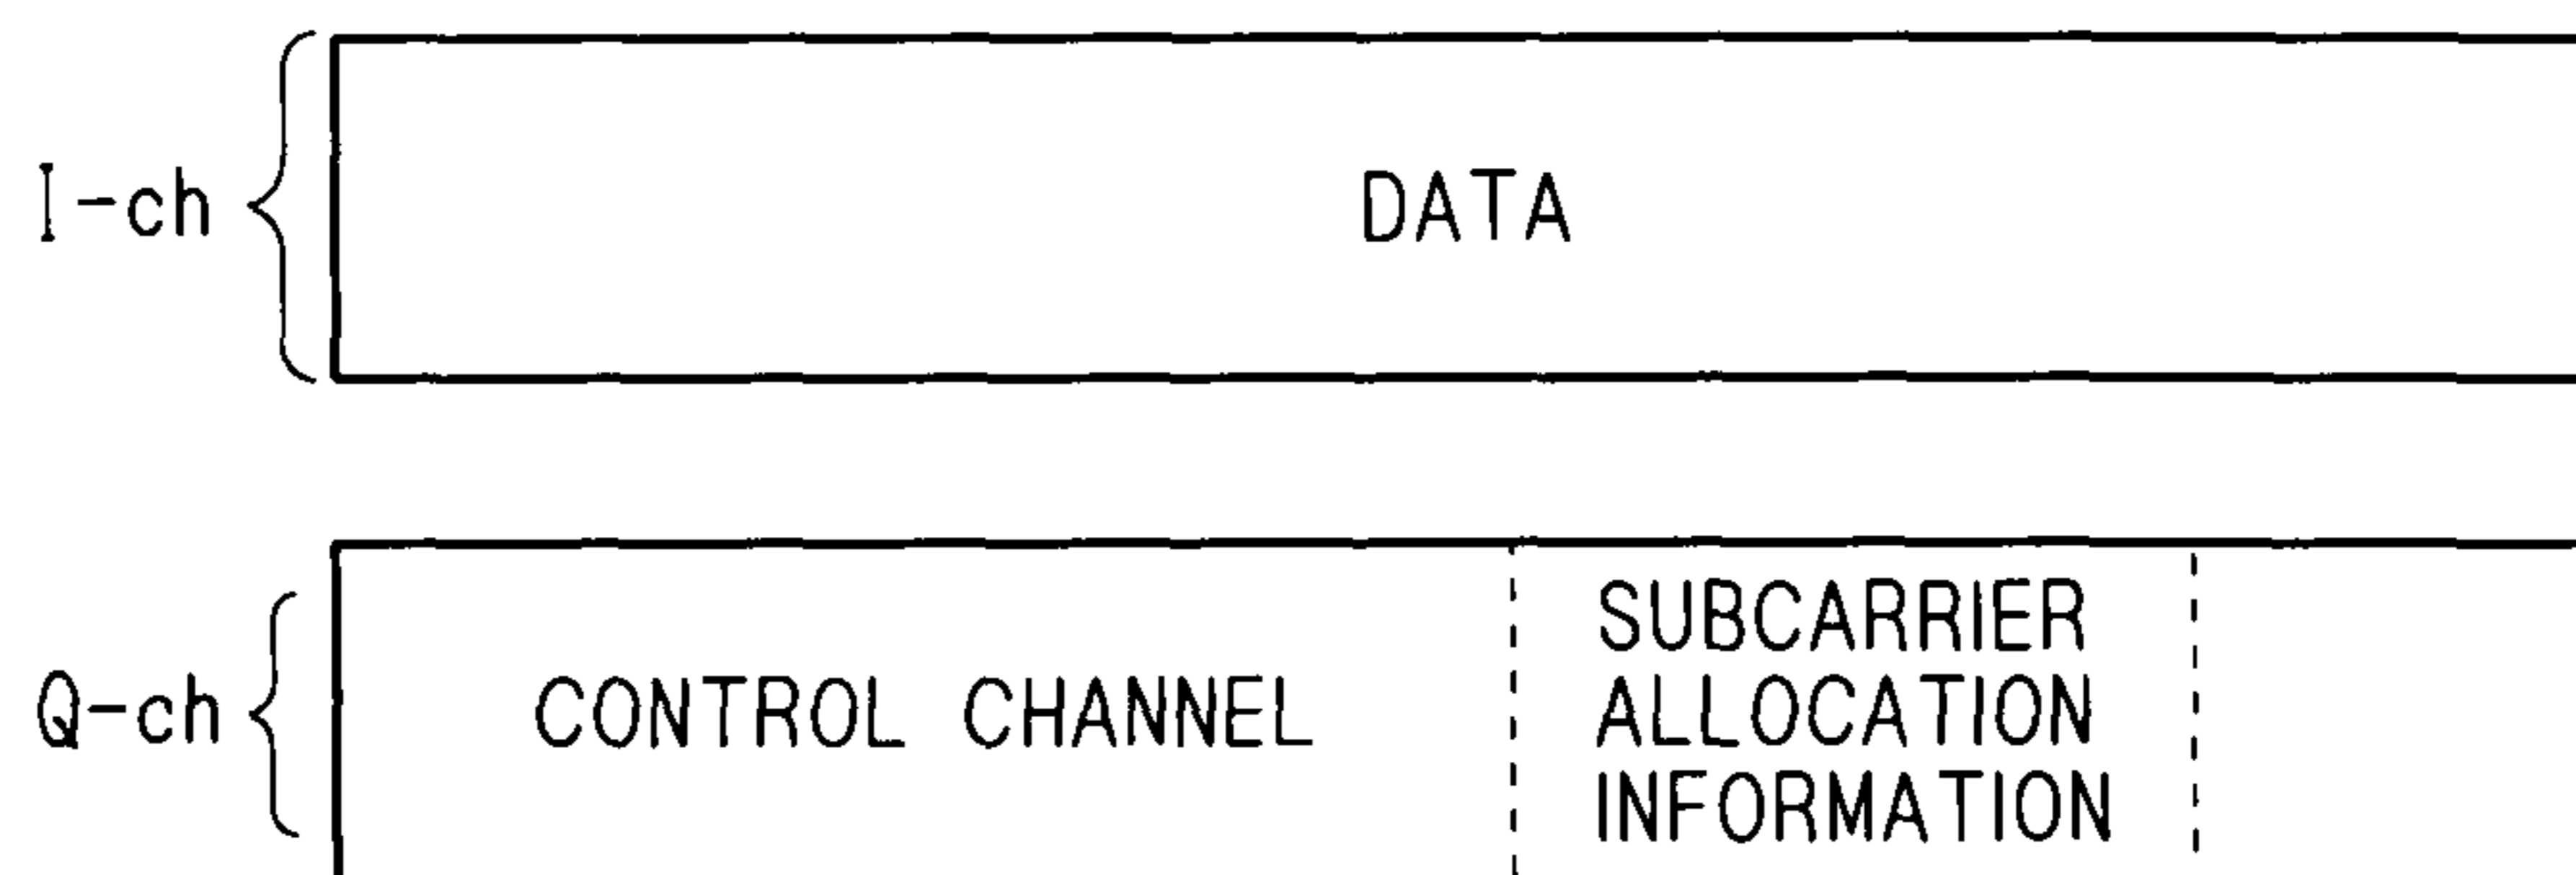 I-ch
DATA
Q-ch
CONTROL CHANNEL
SUBCARRIER
ALLOCATION
INFORMATION